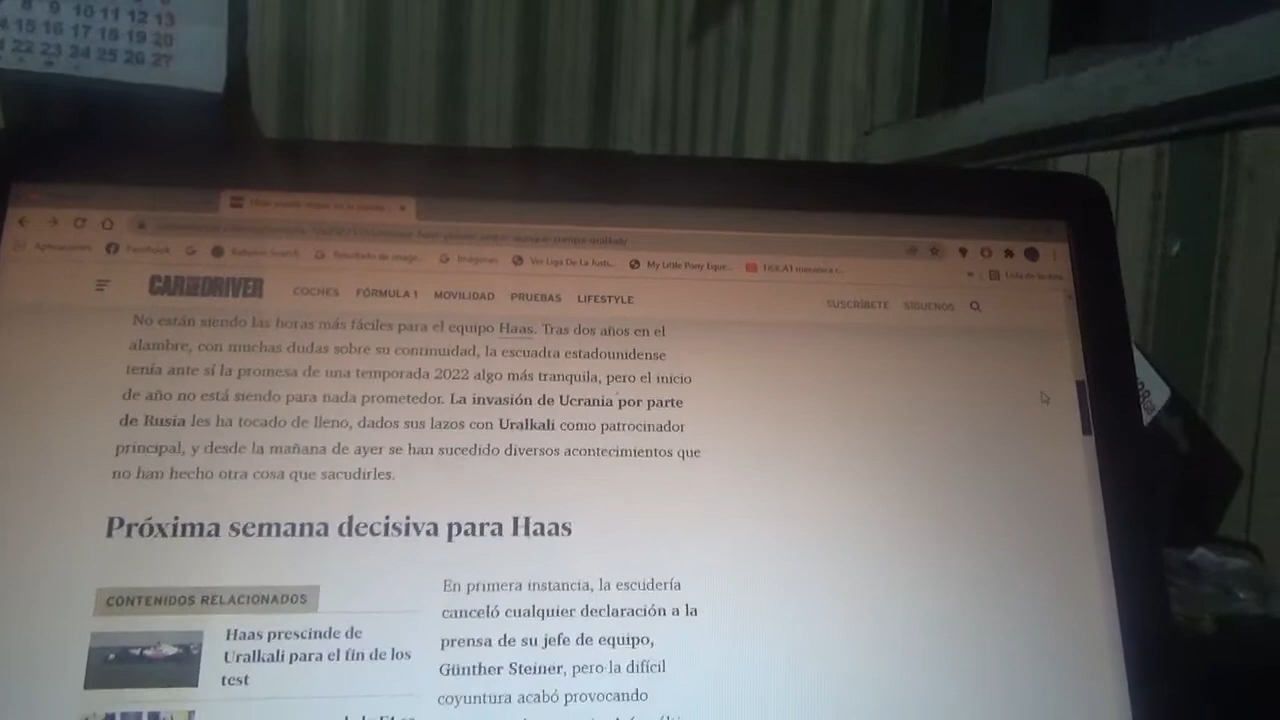 8 9 10 11 12 13
15 16 17 18 19 20
22 23 24 25 26 27
Facebook
Imágenes
Ver Liga De La Justi...
My Little Pony Eque...
CAR AND DRIVER
COCHES FÓRMULA 1 MOVILIDAD PRUEBAS LIFESTYLE
SUSCRÍBETE SÍGUENOS
No están siendo las horas más fáciles para el equipo Haas. Tras dos años en el
alambre, con muchas dudas sobre su continuidad, la escuadra estadounidense
tenía ante sí la promesa de una temporada 2022 algo más tranquila, pero el inicio
de año no está siendo para nada prometedor. La invasión de Ucrania por parte
de Rusia les ha tocado de lleno, dados sus lazos con Uralkali como patrocinador
principal, y desde la mañana de ayer se han sucedido diversos acontecimientos que
no han hecho otra cosa que sacudirles.
Próxima semana decisiva para Haas
CONTENIDOS RELACIONADOS
Haas prescinde de
Uralkali para el fin de los
test
En primera instancia, la escudería
canceló cualquier declaración a la
prensa de su jefe de equipo,
Günther Steiner, pero la difícil
coyuntura acabó provocando